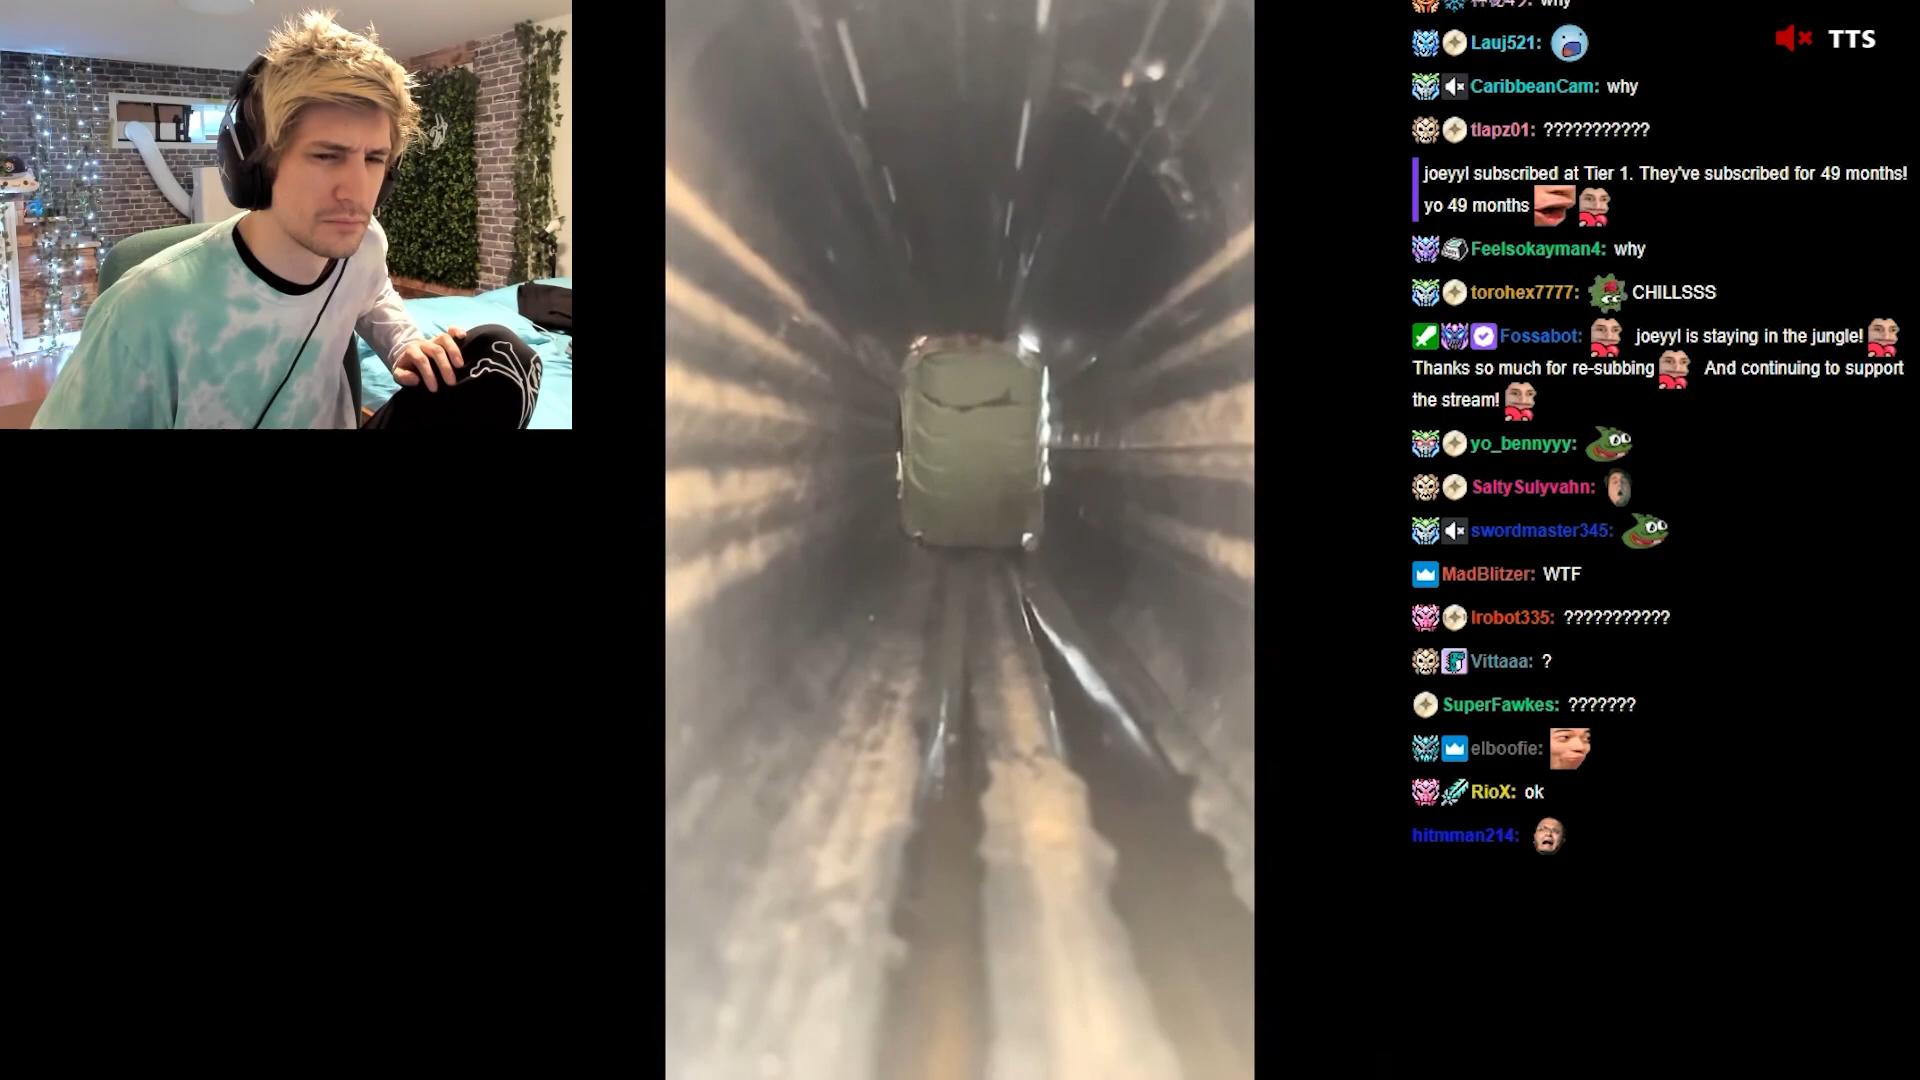 why
TTS
Lauj521:
CaribbeanCam: why
tlapz01: ???????????
joeyyl subscribed at Tier 1. They've subscribed for 49 months!
yo 49 months
Feelsokayman4: why
torohex7777: CHILLSSS
Fossabot: joeyyl is staying in the jungle!
Thanks so much for re-subbing And continuing to support
the stream!
yo_bennyyy:
SaltySulyvahn:
swordmaster345:
MadBlitzer: WTF
Irobot335: ???????????
Vittaaa: ?
SuperFawkes: ???????
elboofie:
RioX: ok
hitmman214: